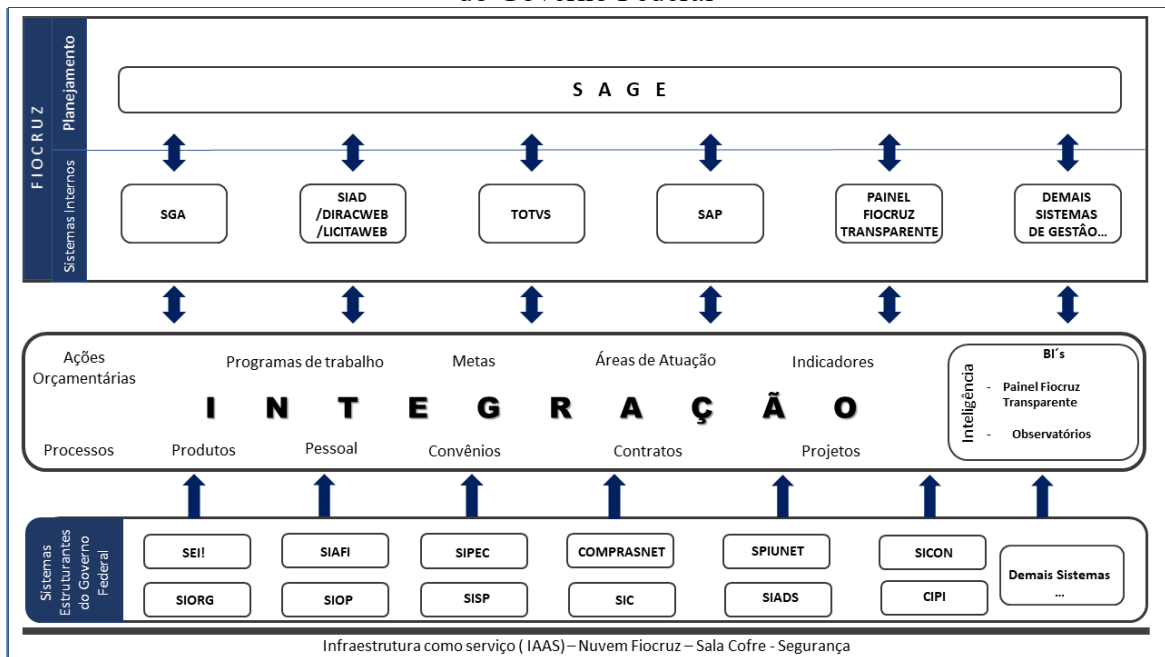 do Governo Federal
FIOCRUZ
Planejamento
S A G E
Sistemas Internos
SGA
SIAD
/DIRACWEB
/LICITAWEB
TOTVS
SAP
PAINEL
FIOCRUZ
TRANSPARENTE
DEMAIS
SISTEMAS
DE GESTÂO...
Ações
Orçamentárias
Programas de trabalho
Metas
Áreas de Atuação
Indicadores
I N T E G R A Ç Ã O
Processos
Produtos
Pessoal
Convênios
Contratos
Projetos
Inteligência
BI´s
- Painel Fiocruz
Transparente
- Observatórios
Sistemas
Estruturantes
do Governo
Federal
SEI!
SIAFI
SIPEC
COMPRASNET
SPIUNET
SICON
SIORG
SIOP
SISP
SIC
SIADS
CIPI
Demais Sistemas
...
Infraestrutura como serviço ( IAAS) – Nuvem Fiocruz – Sala Cofre - Segurança